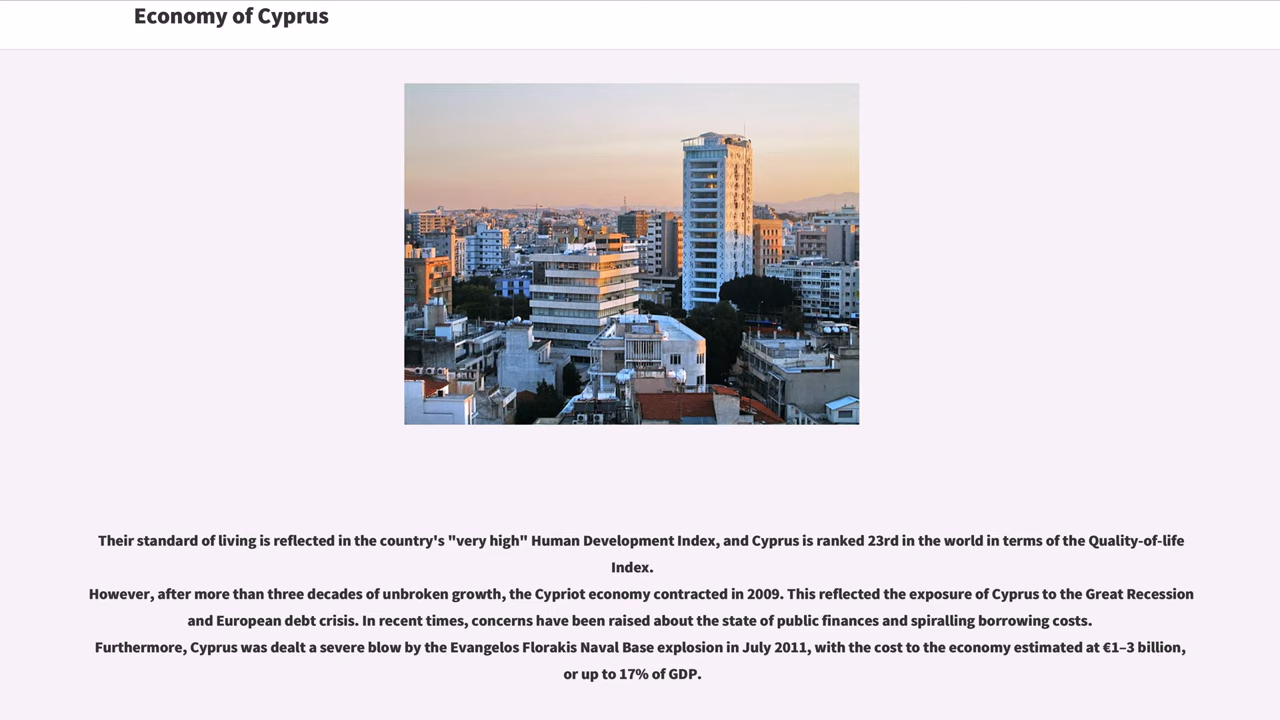 Economy of Cyprus
Their standard of living is reflected in the country's "very high" Human Development Index, and Cyprus is ranked 23rd in the world in terms of the Quality-of-life
Index.
However, after more than three decades of unbroken growth, the Cypriot economy contracted in 2009. This reflected the exposure of Cyprus to the Great Recession
and European debt crisis. In recent times, concerns have been raised about the state of public finances and spiralling borrowing costs.
Furthermore, Cyprus was dealt a severe blow by the Evangelos Florakis Naval Base explosion in July 2011, with the cost to the economy estimated at €1–3 billion,
or up to 17% of GDP.